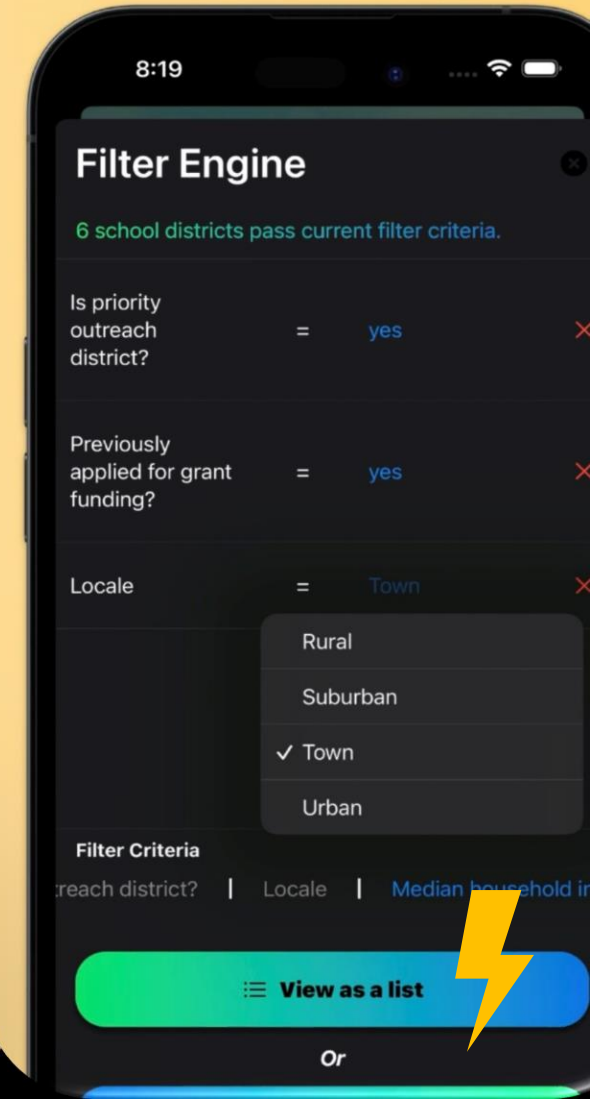 8:19
Filter Engine
6 school districts pass current filter criteria.
Is priority
outreach
district?
=
yes
Previously
applied for grant
funding?
=
yes
Locale
=
Town
Rural
Suburban
✓ Town
Urban
Filter Criteria
district? | Locale | Median household
View as a list
Or